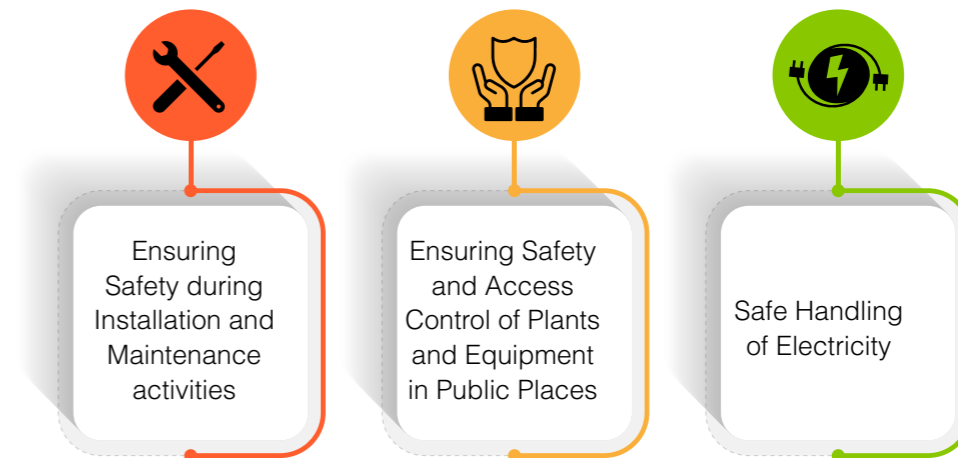 Ensuring
Safety during
Installation and
Maintenance
activities
Ensuring Safety
and Access
Control of Plants
and Equipment
in Public Places
Safe Handling
of Electricity